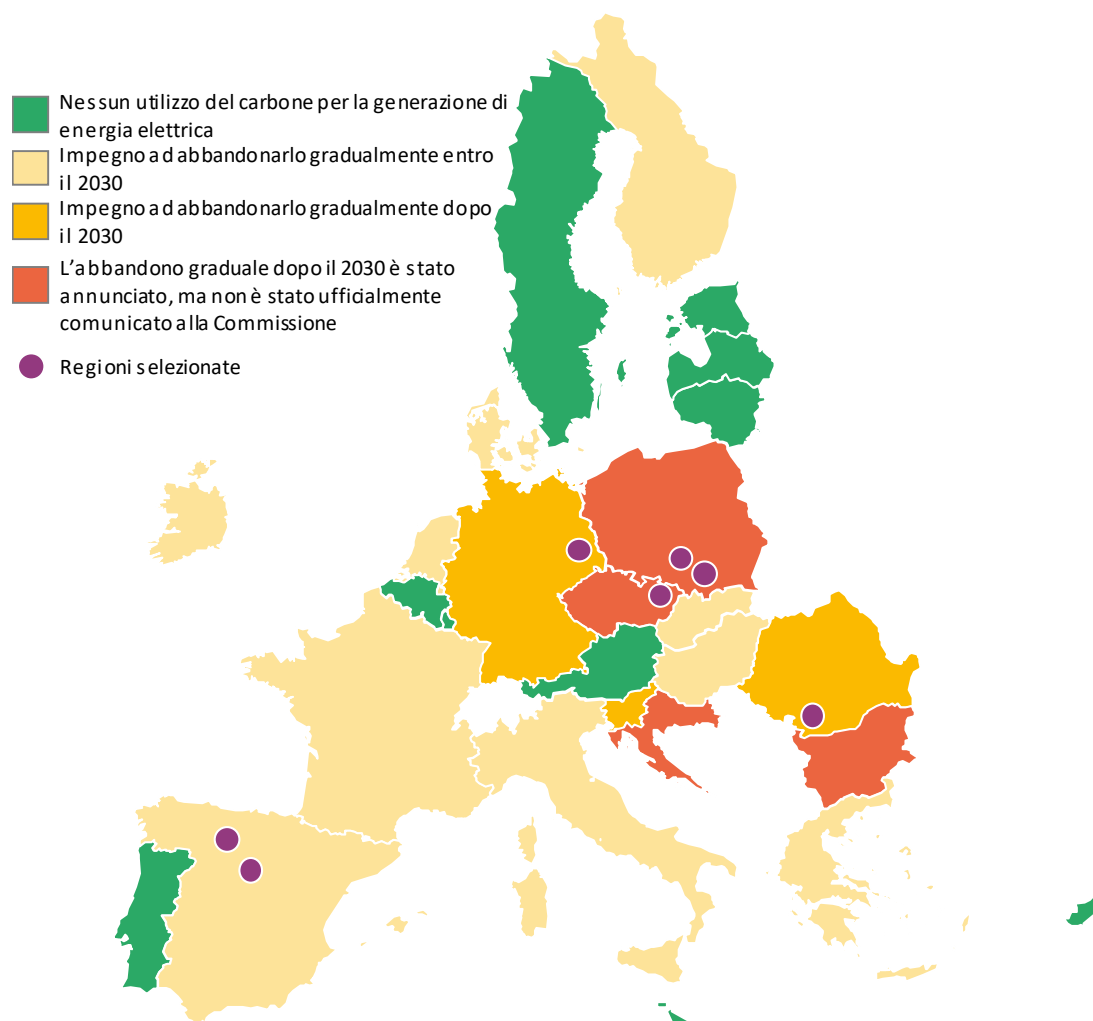 Nessun utilizzo del carbone per la generazione di
energia elettrica
Impegno ad abbandonarlo gradualmente entro
il 2030
Impegno ad abbandonarlo gradualmente dopo
il 2030
L'abbandono graduale dopo il 2030 è stato
annunciato, ma non è stato ufficialmente
comunicato alla Commissione
Regioni selezionate